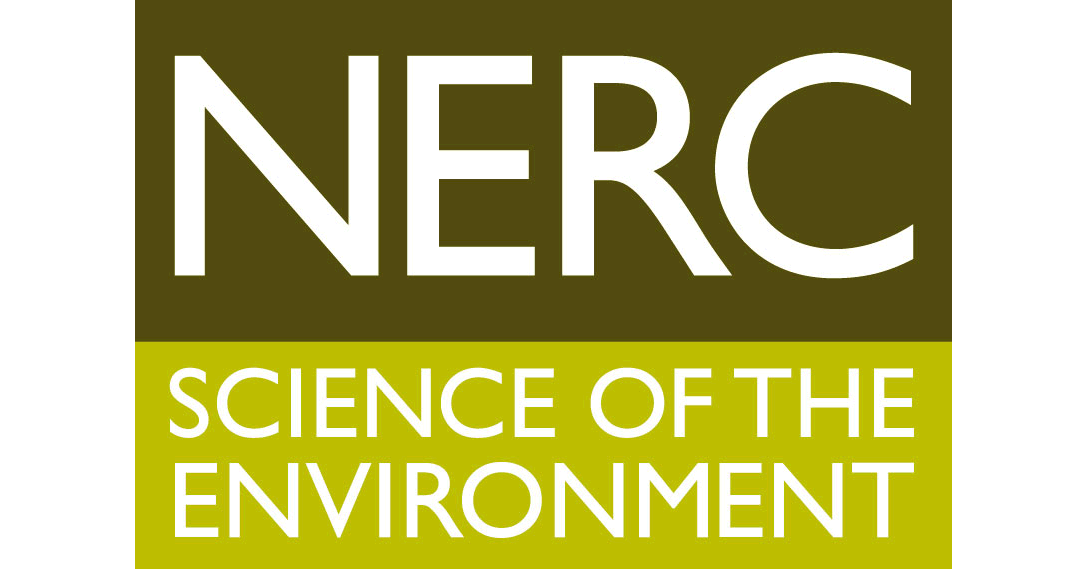 NERC
SCIENCE OF THE
ENVIRONMENT